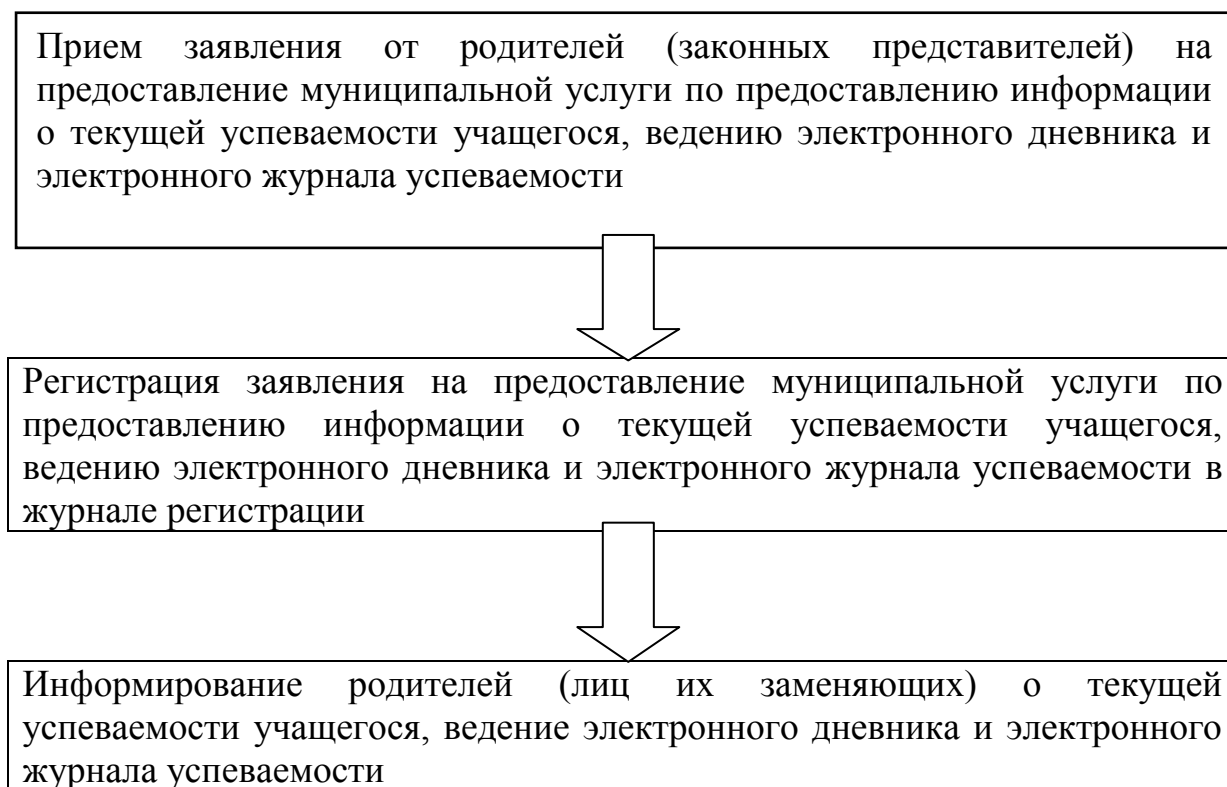 Прием заявления от родителей (законных представителей) на
предоставление муниципальной услуги по предоставлению информации
о текущей успеваемости учащегося, ведению электронного дневника и
электронного журнала успеваемости
Регистрация заявления на предоставление муниципальной услуги по
предоставлению информации о текущей успеваемости учащегося,
ведению электронного дневника и электронного журнала успеваемости в
журнале регистрации
Информирование родителей (лиц их заменяющих) о текущей
успеваемости учащегося, ведение электронного дневника и электронного
журнала успеваемости